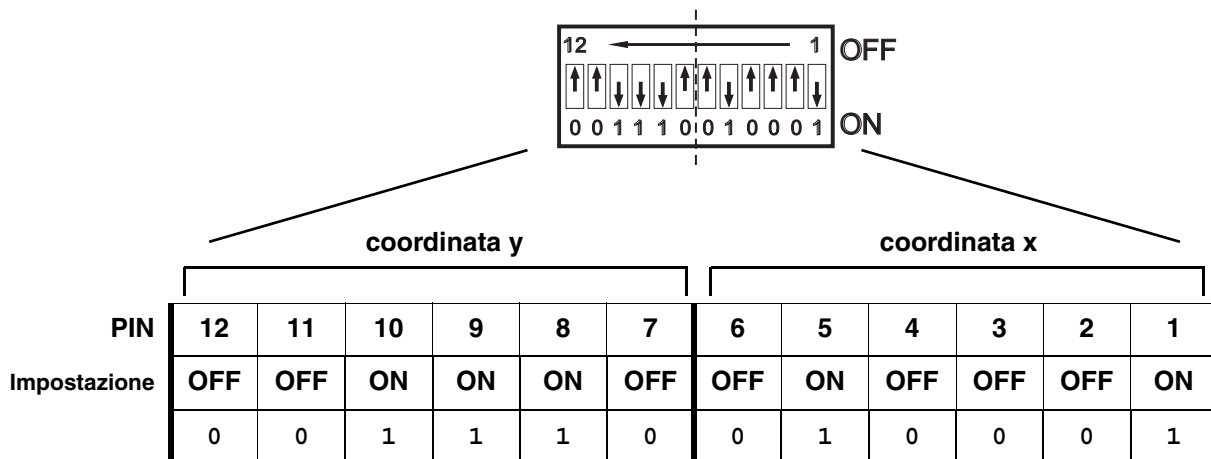 12 1 OFF
0 0 1 1 1 0 0 1 0 0 0 1 ON
coordinata y coordinata x
PIN 12 11 10 9 8 7 6 5 4 3 2 1
Impostazione OFF OFF ON ON ON OFF OFF ON OFF OFF OFF ON
0 0 1 1 1 0 0 1 0 0 0 1